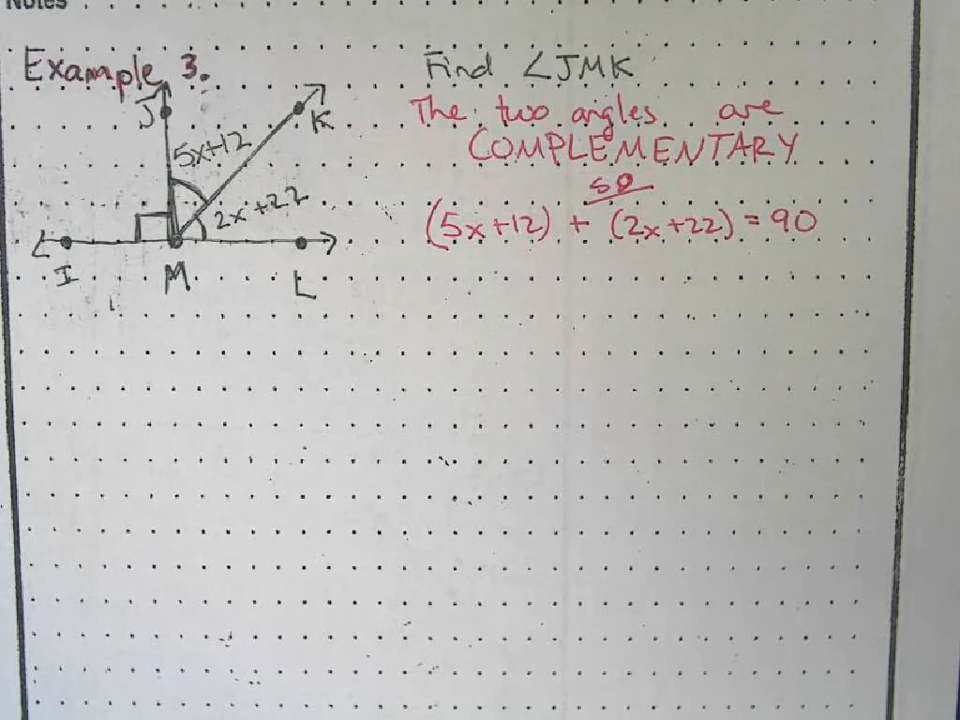 Notes
Example 3.
Find ∠JMK
J
K
5x+12
2x+22
I
M
L
The two angles are
COMPLEMENTARY
so
(5x+12) + (2x+22) = 90